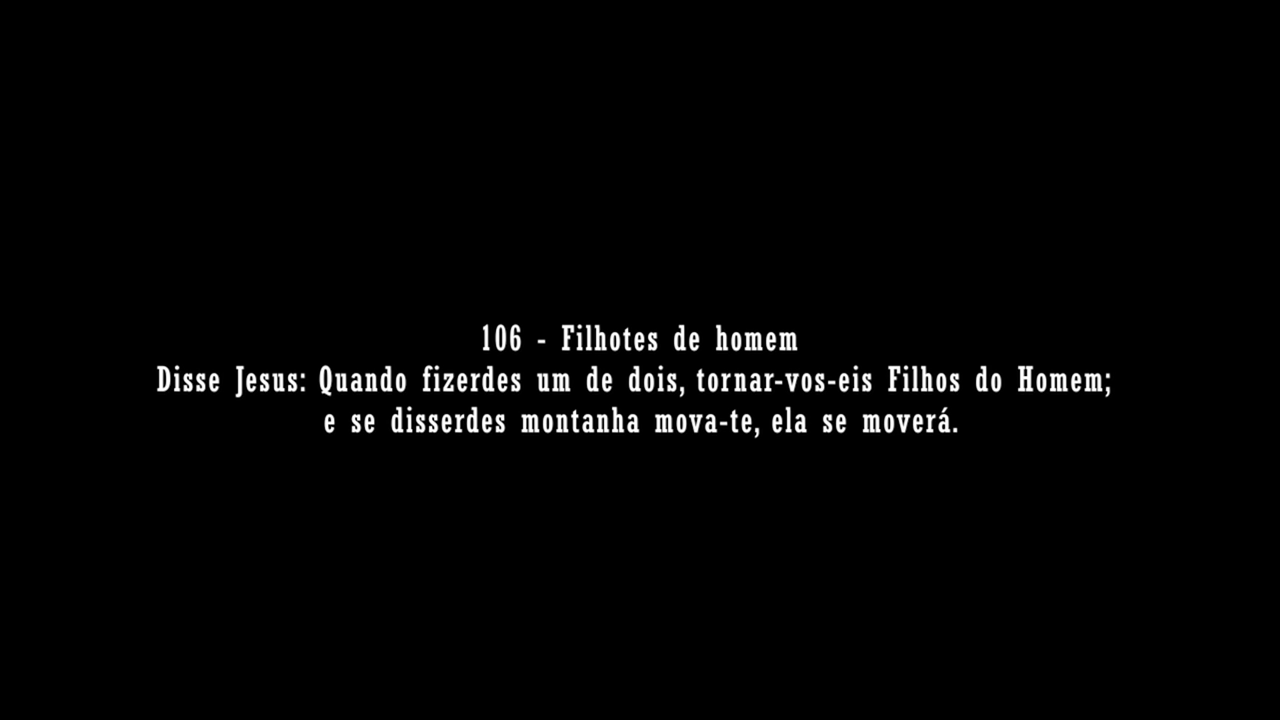 106 - Filhotes de homem
Disse Jesus: Quando fizerdes um de dois, tornar-vos-eis Filhos do Homem;
e se disserdes montanha mova-te, ela se moverá.